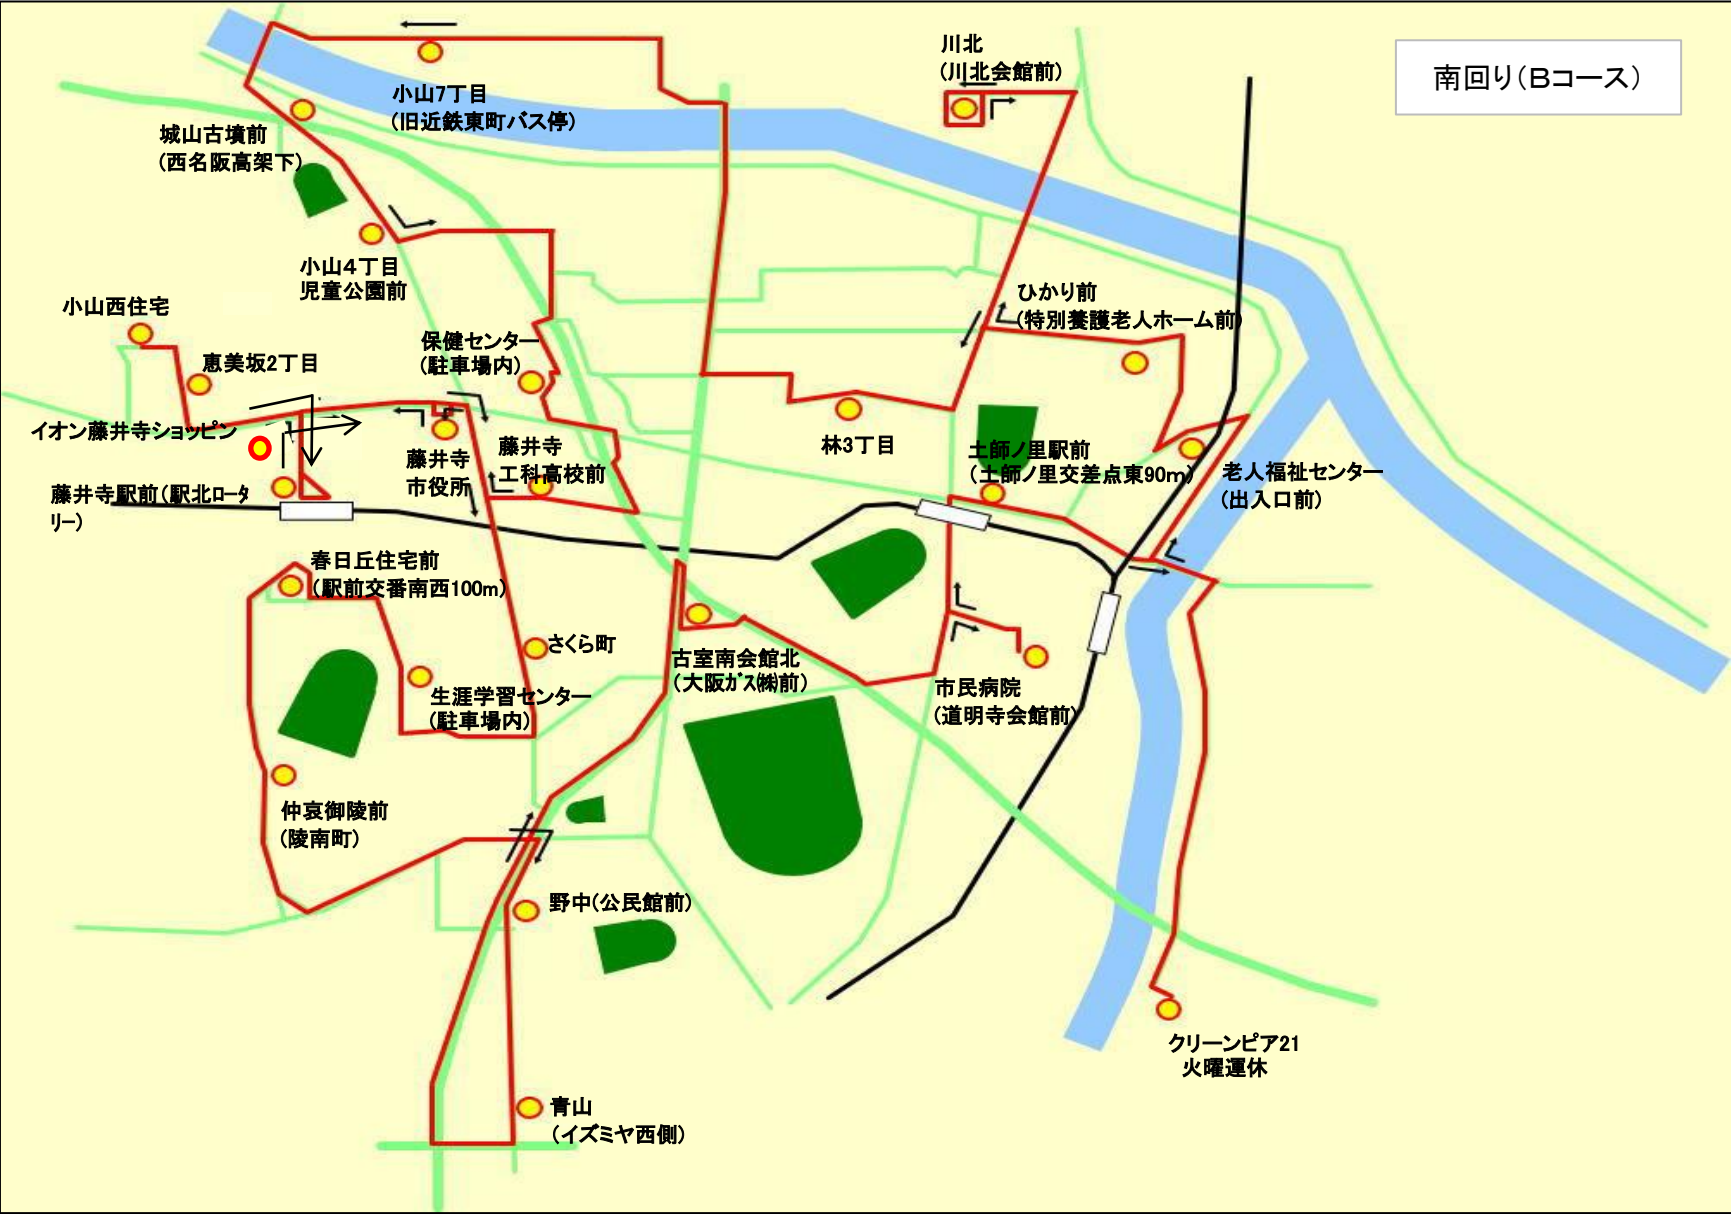 南回り（Ｂコース）
川北
(川北会館前)
小山7丁目
(旧近鉄東町バス停)
城山古墳前
(西名阪高架下)
小山４丁目
児童公園前
小山西住宅
恵美坂2丁目
保健センター
(駐車場内)
ひかり前
(特別養護老人ホーム前)
イオン藤井寺ショッピン
藤井寺
市役所
藤井寺
工科高校前
林3丁目
土師ノ里駅前
(土師ノ里交差点東90m)
老人福祉センター
(出入口前)
藤井寺駅前(駅北ロータ
リー)
春日丘住宅前
(駅前交番南西100m)
さくら町
生涯学習センター
(駐車場内)
古室南会館北
(大阪ｶﾞｽ㈱前)
市民病院
(道明寺会館前)
仲哀御陵前
(陵南町)
野中(公民館前)
クリーンピア21
火曜運休
青山
(イズミヤ西側)